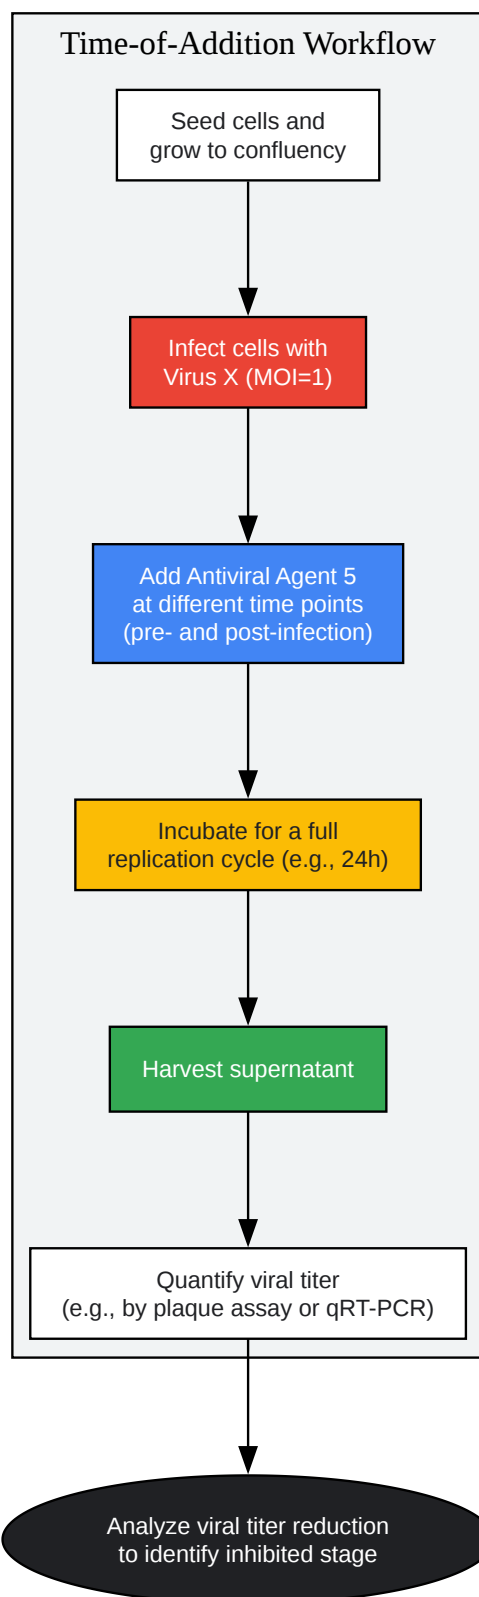 Time-of-Addition Workflow
Seed cells and
grow to confluency
Infect cells with
Virus X (MOI=1)
Add Antiviral Agent 5
at different time points
(pre- and post-infection)
Incubate for a full
replication cycle (e.g., 24h)
Harvest supernatant
Quantify viral titer
(e.g., by plaque assay or qRT-PCR)
Analyze viral titer reduction
to identify inhibited stage